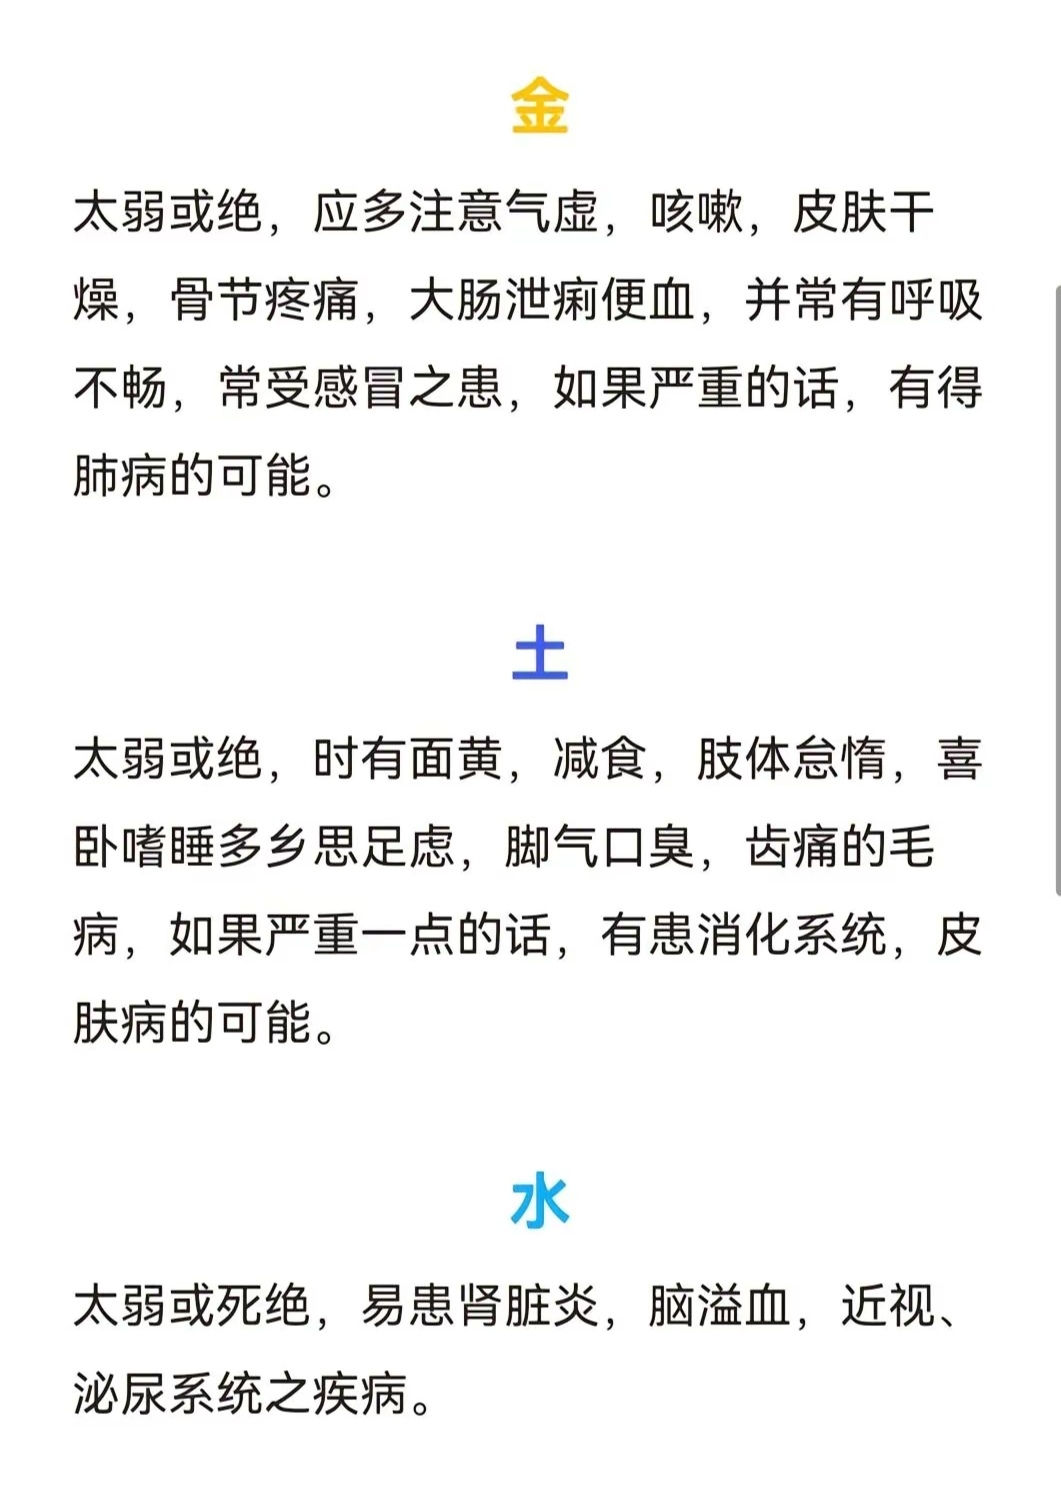 金
太弱或绝，应多注意气虚，咳嗽，皮肤干
燥，骨节疼痛，大肠泄痢便血，并常有呼吸
不畅，常受感冒之患，如果严重的话，有得
肺病的可能。
土
太弱或绝，时有面黄，减食，肢体怠惰，喜
卧嗜睡多乡思足虑，脚气口臭，齿痛的毛
病，如果严重一点的话，有患消化系统，皮
肤病的可能。
水
太弱或死绝，易患肾脏炎，脑溢血，近视、
泌尿系统之疾病。